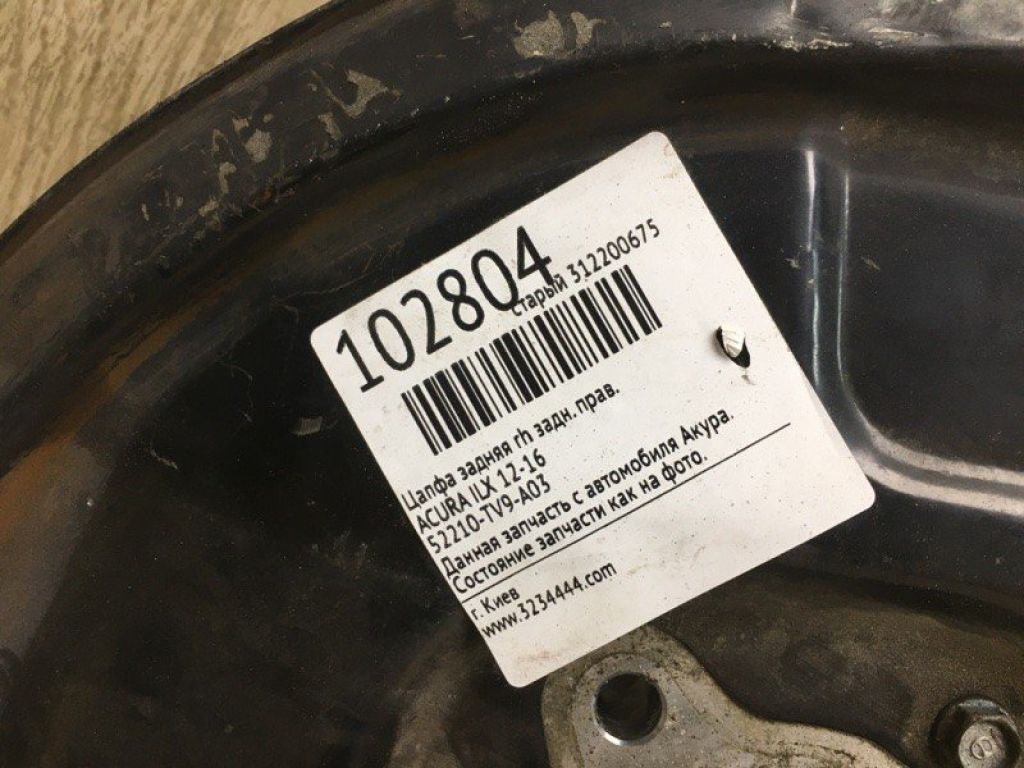 102804
старый 312200675
Цапфа задняя rh задн. прав.
ACURA ILX 12-16
52210-TV9-A03
Данная запчасть с автомобиля Акура.
Состояние запчасти как на фото.
г. Киев
www.3234444.com